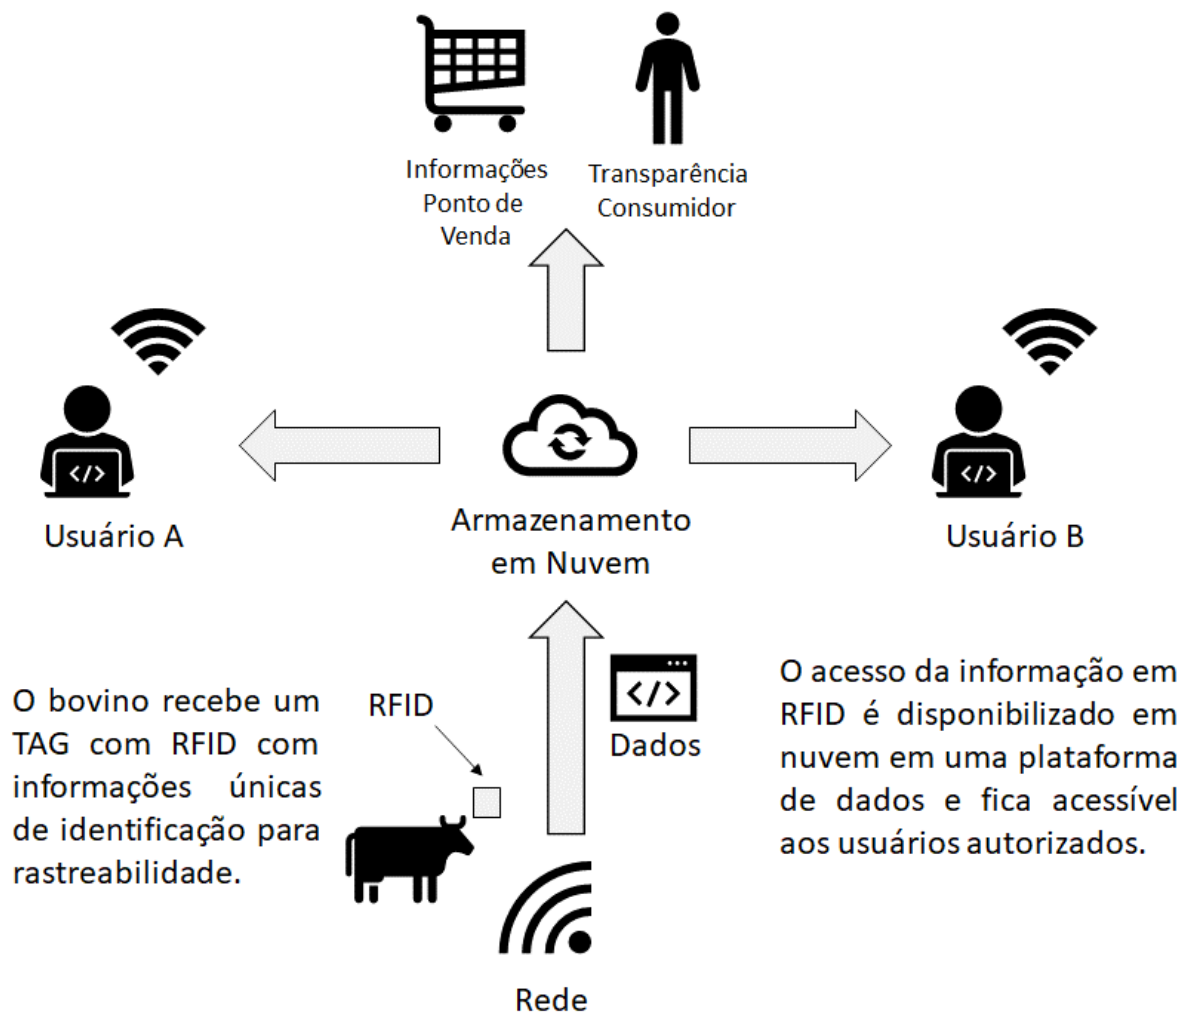 Informações
Ponto de
Venda
Transparência
Consumidor
</>
Usuário A
Armazenamento
em Nuvem
</>
Usuário B
O bovino recebe um
TAG com RFID com
informações únicas
de identificação para
rastreabilidade.
RFID
</>
Dados
O acesso da informação em
RFID é disponibilizado em
nuvem em uma plataforma
de dados e fica acessível
aos usuários autorizados.
Rede